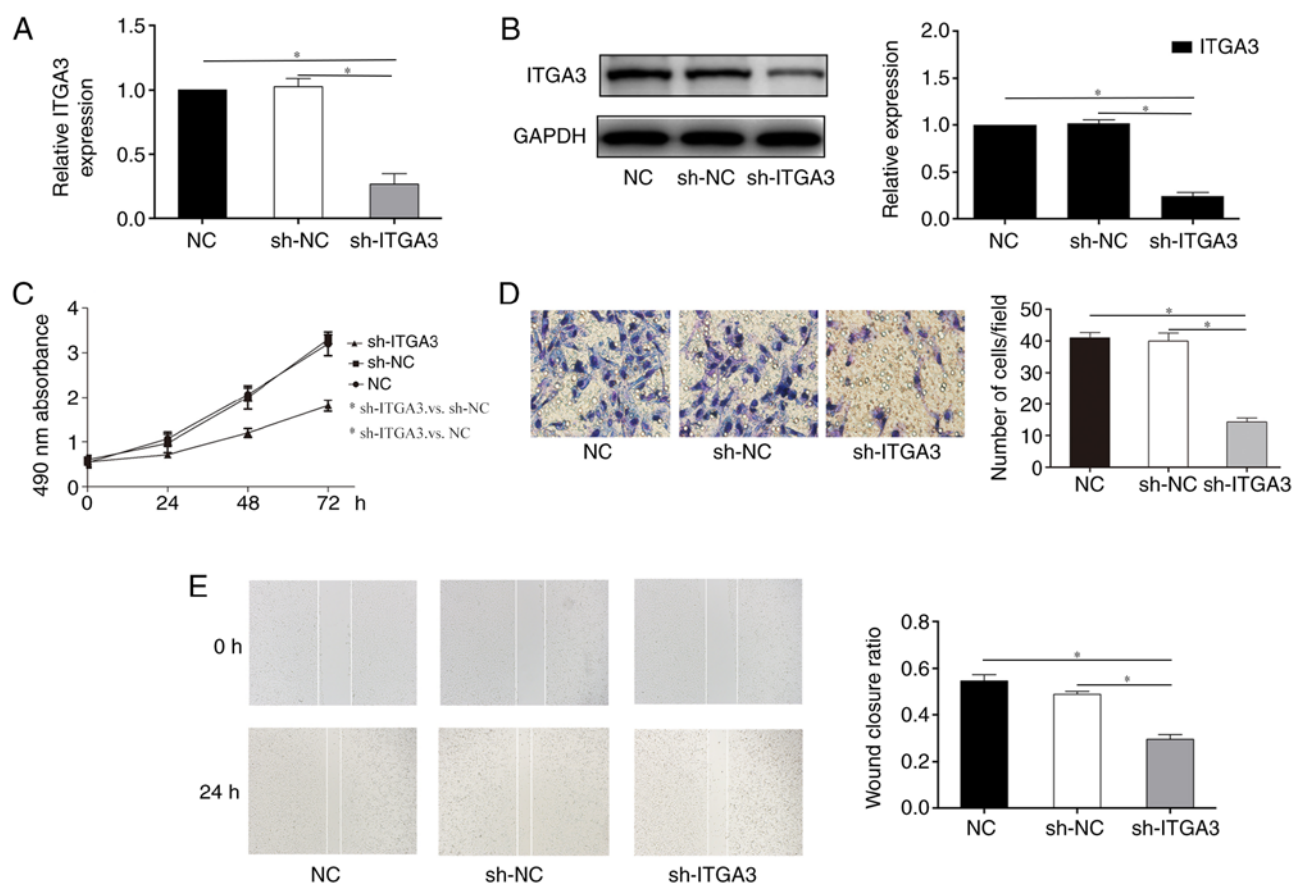 A
Relative ITGA3
expression
1.5
1.0
0.5
0.0
*
*
NC
sh-NC
sh-ITGA3
B
ITGA3
GAPDH
NC
sh-NC
sh-ITGA3
Relative expression
2.0
1.5
1.0
0.5
0.0
ITGA3
*
*
NC
sh-NC
sh-ITGA3
C
490 nm absorbance
4
3
2
1
0
0
24
48
72
h
sh-ITGA3
sh-NC
NC
* sh-ITGA3.vs. sh-NC
* sh-ITGA3.vs. NC
D
NC
sh-NC
sh-ITGA3
Number of cells/field
50
40
30
20
10
0
*
*
NC
sh-NC
sh-ITGA3
E
0 h
24 h
NC
sh-NC
sh-ITGA3
Wound closure ratio
0.8
0.6
0.4
0.2
0.0
*
*
NC
sh-NC
sh-ITGA3